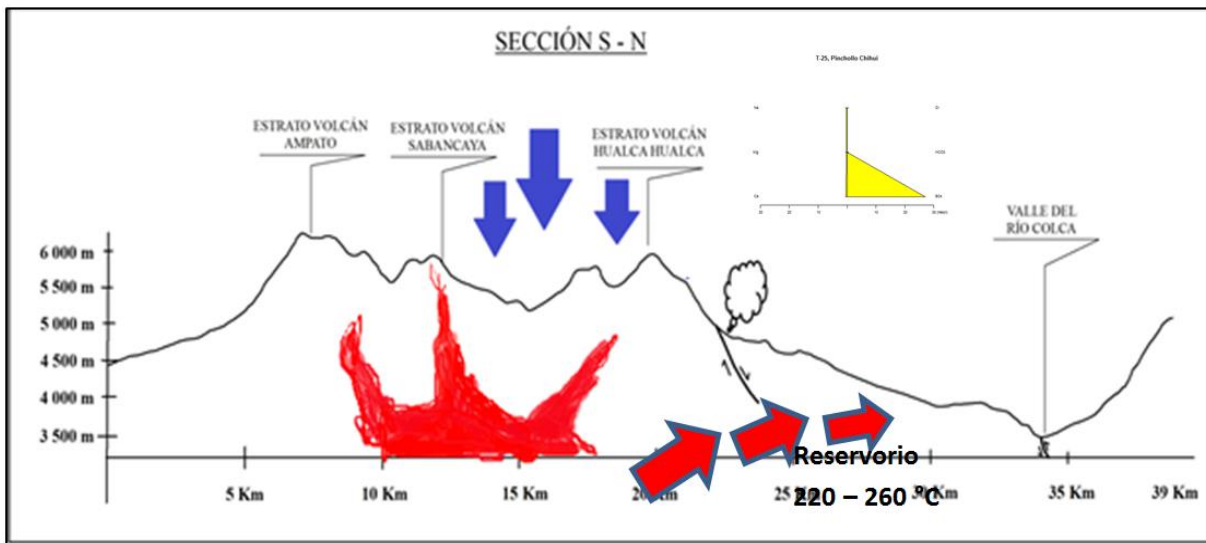 SECCIÓN S - N
T-25, Pinchollo Chihui
ESTRATO VOLCÁN
AMPATO
ESTRATO VOLCÁN
SABANCAYA
ESTRATO VOLCÁN
HUALCA HUALCA
VALLE DEL
RÍO COLCA
6 000 m
5 500 m
5 000 m
4 500 m
4 000 m
3 500 m
Reservorio
220 – 260 °C
5 Km
10 Km
15 Km
25 Km
35 Km
39 Km